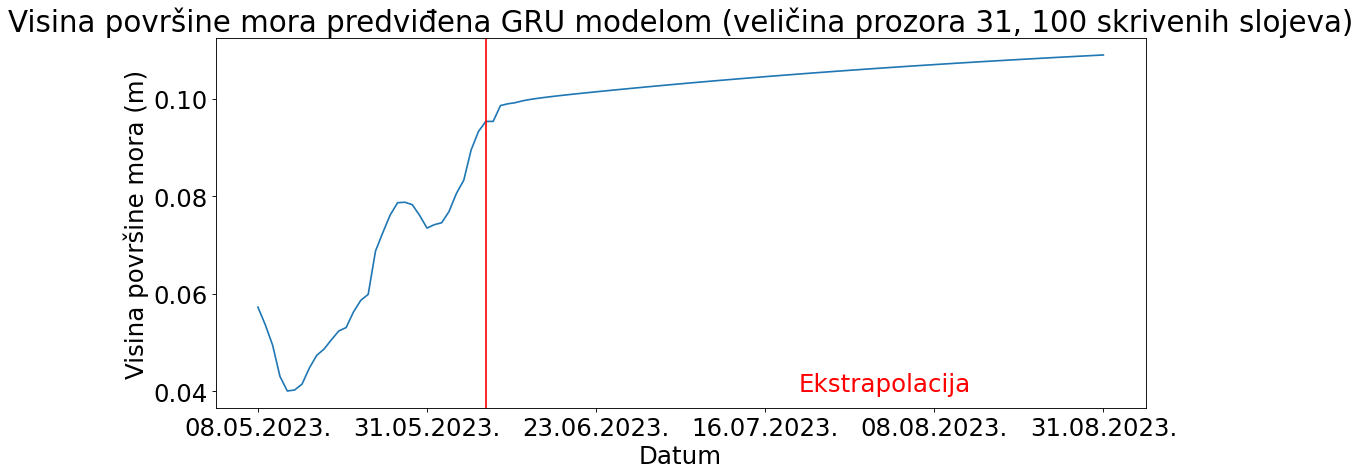 Visina površine mora predviđena GRU modelom (veličina prozora 31, 100 skrivenih slojeva)
Visina površine mora (m)
0.10
0.08
0.06
0.04
Ekstrapolacija
08.05.2023. 31.05.2023. 23.06.2023. 16.07.2023. 08.08.2023. 31.08.2023.
Datum